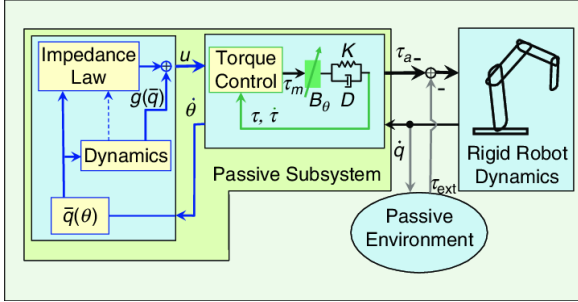 Impedance
Law
g(q̄)
u
Torque
Control
τm
Bθ
K
D
τ, τ̇
τa
-
-
θ̇
Dynamics
q̄(θ)
Passive Subsystem
q̇
τext
Rigid Robot
Dynamics
Passive
Environment